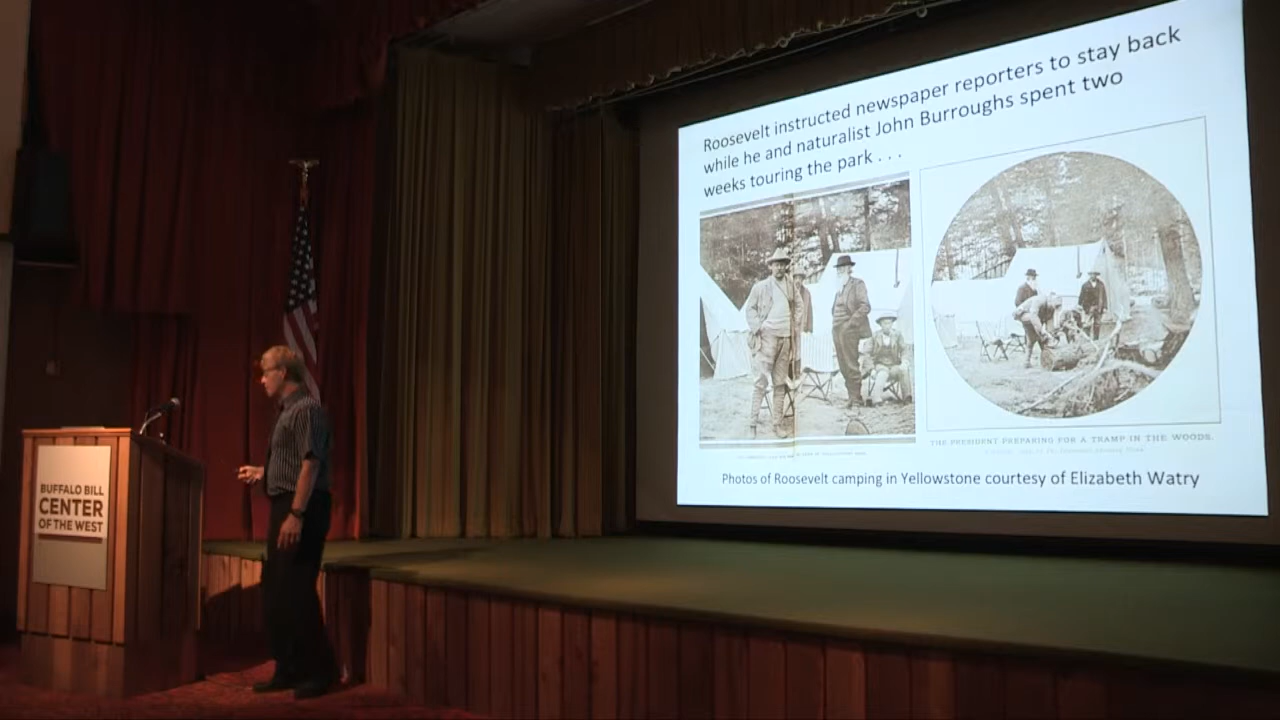 Roosevelt instructed newspaper reporters to stay back
while he and naturalist John Burroughs spent two
weeks touring the park . . .
THE PRESIDENT PREPARING FOR A TRAMP IN THE WOODS.
Photos of Roosevelt camping in Yellowstone courtesy of Elizabeth Watry
BUFFALO BILL
CENTER
OF THE WEST